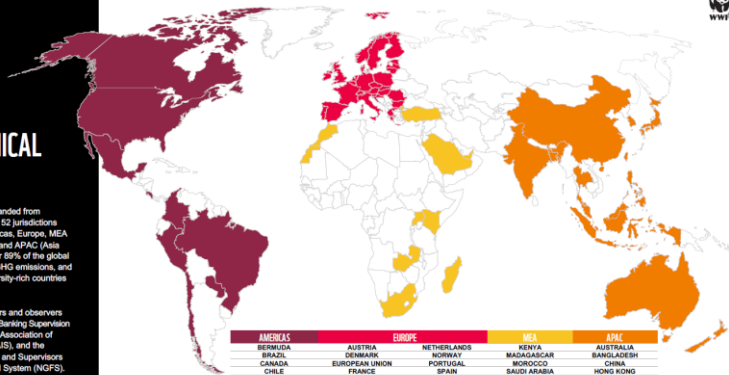 WWF
NICAL
anded from
52 jurisdictions
cas, Europe, MEA
and APAC (Asia
r 89% of the global
GHG emissions, and
rsity-rich countries
rs and observers
Banking Supervision
Association of
IS), and the
and Supervisors
l System (NGFS).
AMERICAS EUROPE MEA APAC
BERMUDA AUSTRIA NETHERLANDS KENYA AUSTRALIA
BRAZIL DENMARK NORWAY MADAGASCAR BANGLADESH
CANADA EUROPEAN UNION PORTUGAL MOROCCO CHINA
CHILE FRANCE SPAIN SAUDI ARABIA HONG KONG